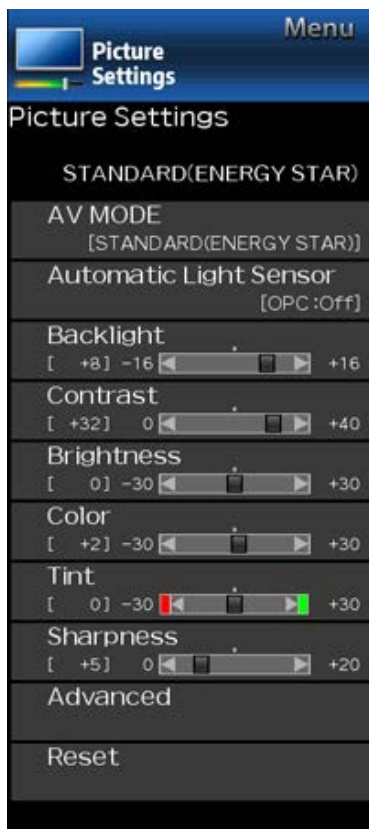 Menu
Picture
Settings
Picture Settings
STANDARD(ENERGY STAR)
AV MODE
[STANDARD(ENERGY STAR)]
Automatic Light Sensor
[OPC:Off]
Backlight
[ +8] -16 +16
Contrast
[ +32] 0 +40
Brightness
[ 0] -30 +30
Color
[ +2] -30 +30
Tint
[ 0] -30 +30
Sharpness
[ +5] 0 +20
Advanced
Reset